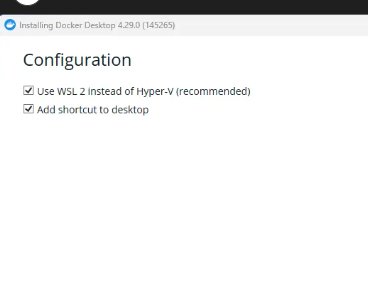 Installing Docker Desktop 4.29.0 (145265)
Configuration
Use WSL 2 instead of Hyper-V (recommended)
Add shortcut to desktop